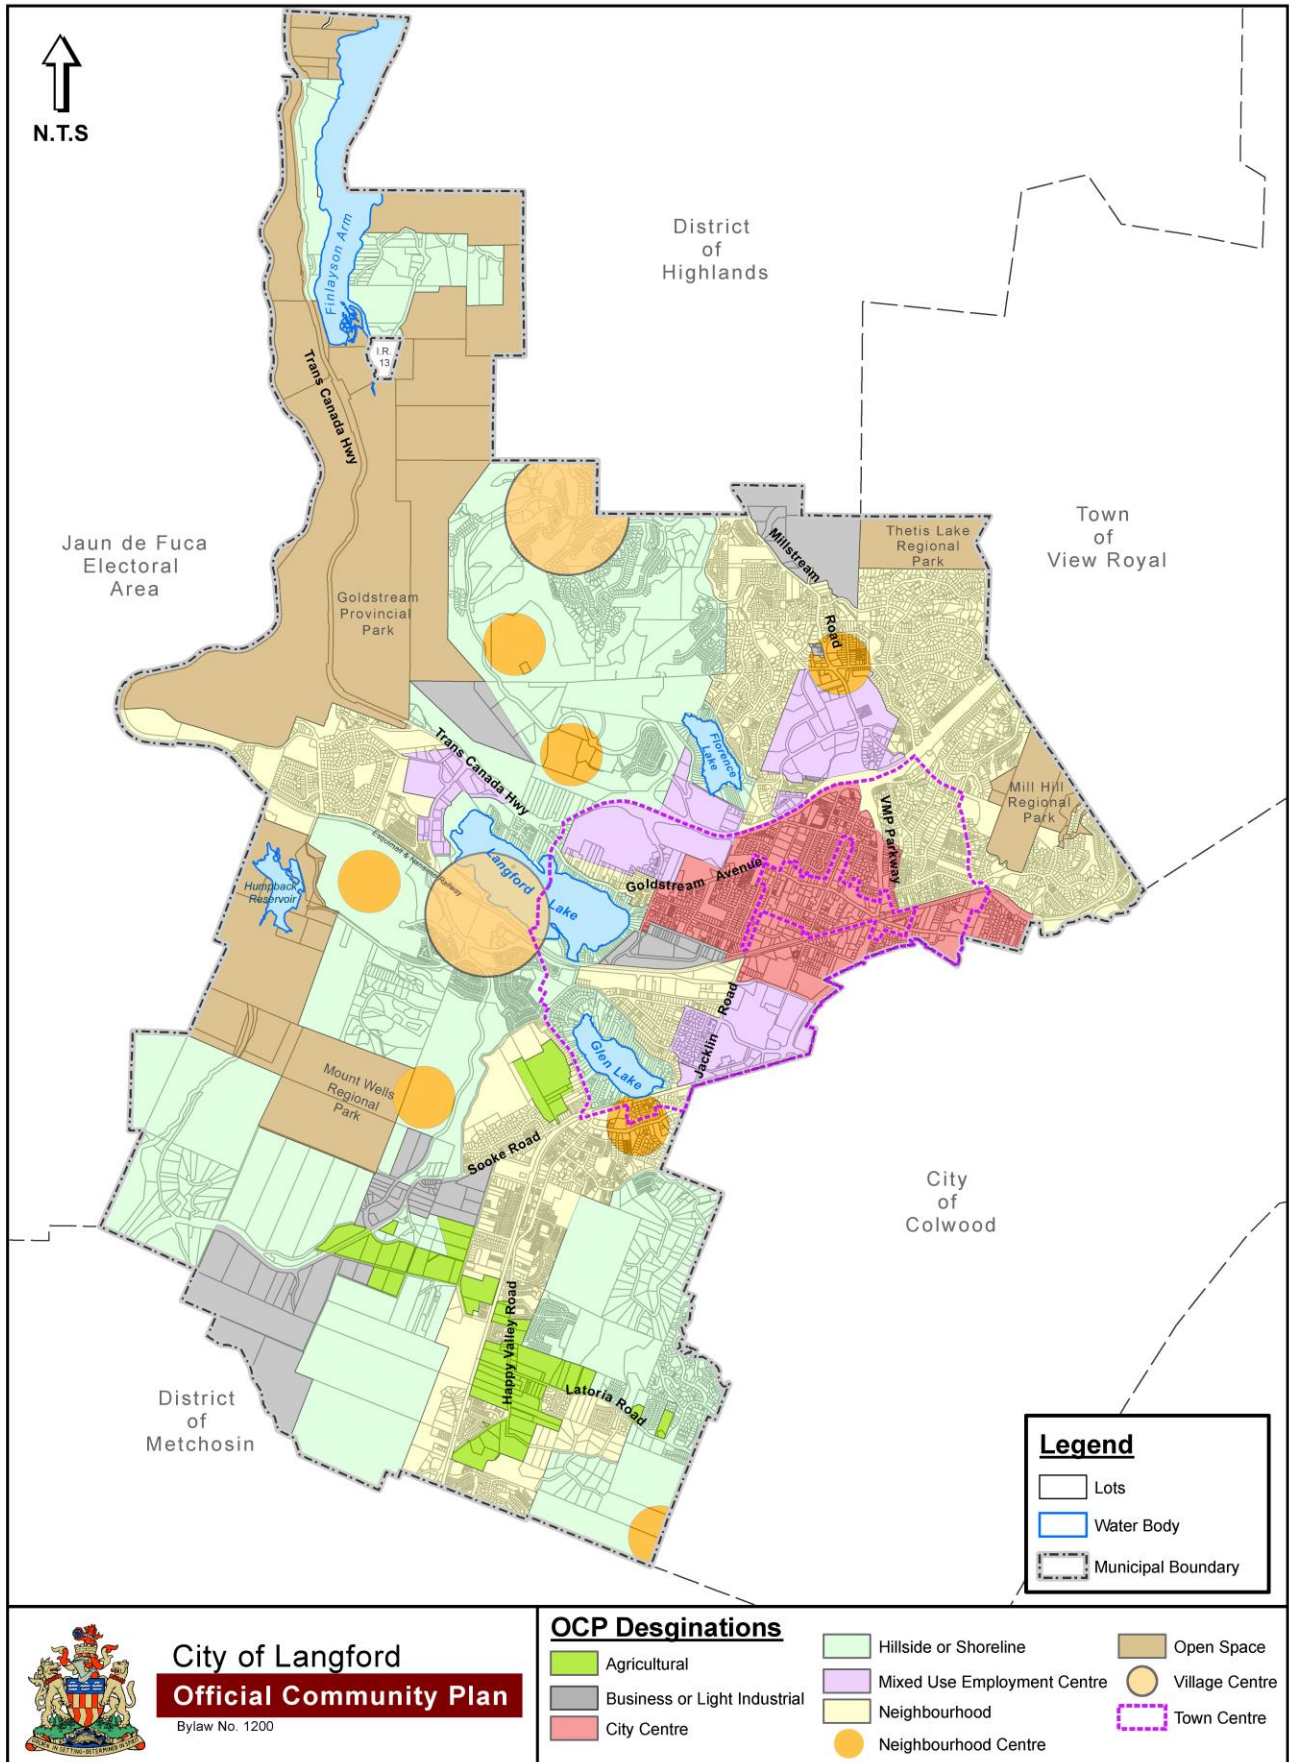 N.T.S
District
of
Highlands
Finlayson Arm
I.R.
13
Trans Canada Hwy
Jaun de Fuca
Electoral
Area
Town
of
View Royal
Thetis Lake
Regional
Park
Millstream
Road
Goldstream
Provincial
Park
Trans Canada Hwy
Florence
Lake
Mill Hill
Regional
Park
VMP Parkway
Esquimalt & Nanaimo Railway
Langford
Lake
Goldstream Avenue
Humpback
Reservoir
Jacklin Road
Glen Lake
Mount Wells
Regional
Park
Sooke Road
City
of
Colwood
Happy Valley Road
Latoria Road
District
of
Metchosin
Legend
Lots
Water Body
Municipal Boundary
City of Langford
Official Community Plan
Bylaw No. 1200
OCP Desginations
Agricultural
Business or Light Industrial
City Centre
Hillside or Shoreline
Mixed Use Employment Centre
Neighbourhood
Neighbourhood Centre
Open Space
Village Centre
Town Centre